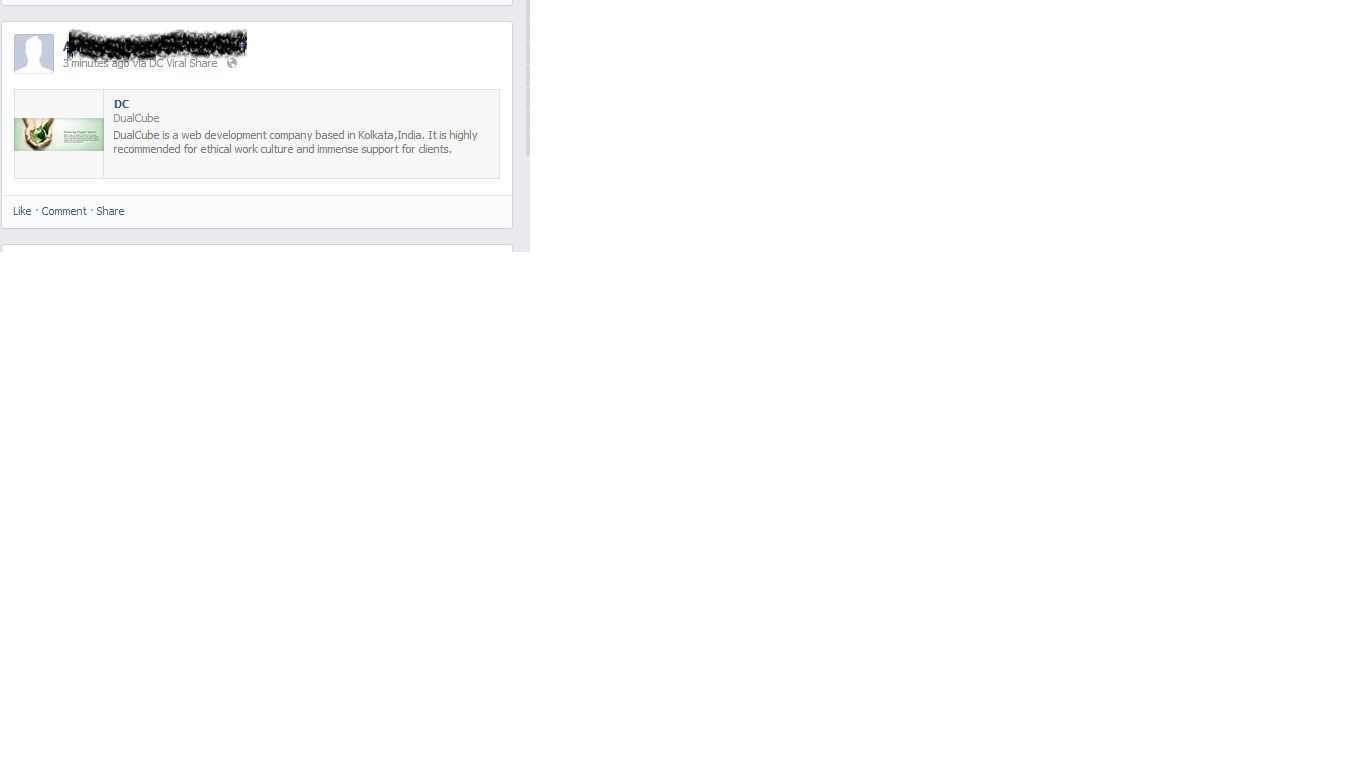 3 minutes ago via DC Viral Share
DC
DualCube
DualCube is a web development company based in Kolkata,India. It is highly
recommended for ethical work culture and immense support for clients.
Like · Comment · Share